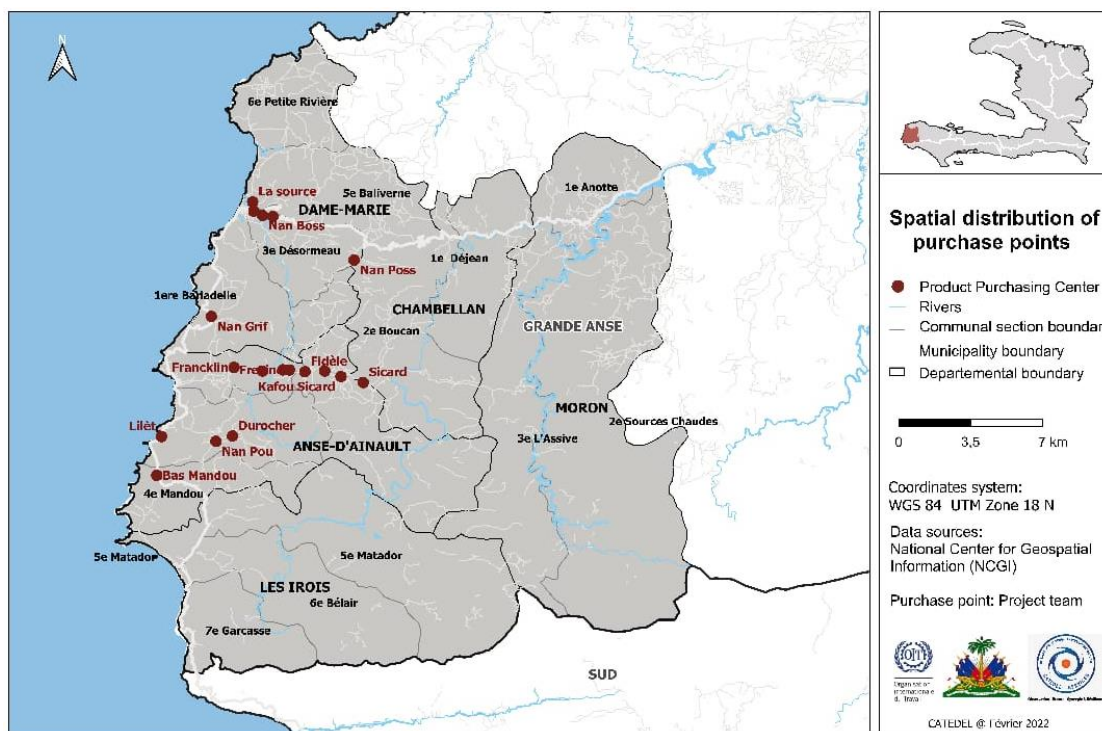 N
6e Petite Rivière
La source
5e Baliverne
1e Anotte
DAME-MARIE
Nan Boss
3e Désormeau
1e Déjean
Nan Poss
1ere Bariadelle
CHAMBELLAN
Nan Grif
2e Boucan
GRANDE ANSE
Francklin
Fidèle
Sicard
Kafou Sicard
MORON
2e Sources Chaudes
Lilèt
Durocher
3e L'Assive
ANSE-D'AINAULT
Nan Pou
Bas Mandou
4e Mandou
5e Matador
5e Matador
LES IROIS
6e Bélair
7e Garcasse
SUD
Spatial distribution of
purchase points
Product Purchasing Center
Rivers
Communal section boundar
Municipality boundary
Departemental boundary
0 3,5 7 km
Coordinates system:
WGS 84 UTM Zone 18 N
Data sources:
National Center for Geospatial
Information (NCGI)
Purchase point: Project team
Organisation
internationale
du Travail
CATEDEL @ Février 2022